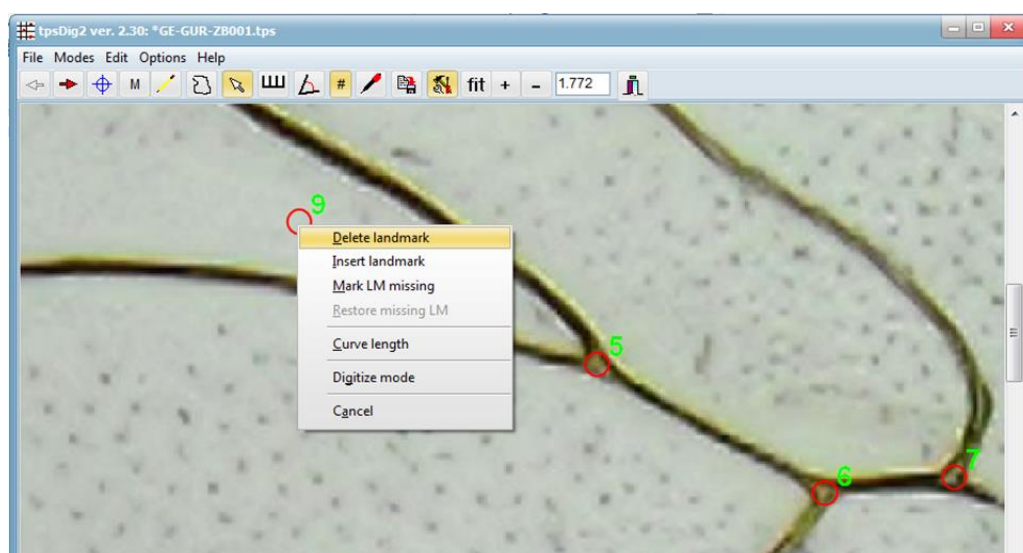 tpsDig2 ver. 2.30: *GE-GUR-ZB001.tps
File Modes Edit Options Help
M # fit + - 1.772
9
Delete landmark
Insert landmark
Mark LM missing
Restore missing LM
Curve length
Digitize mode
Cancel
5
6
7